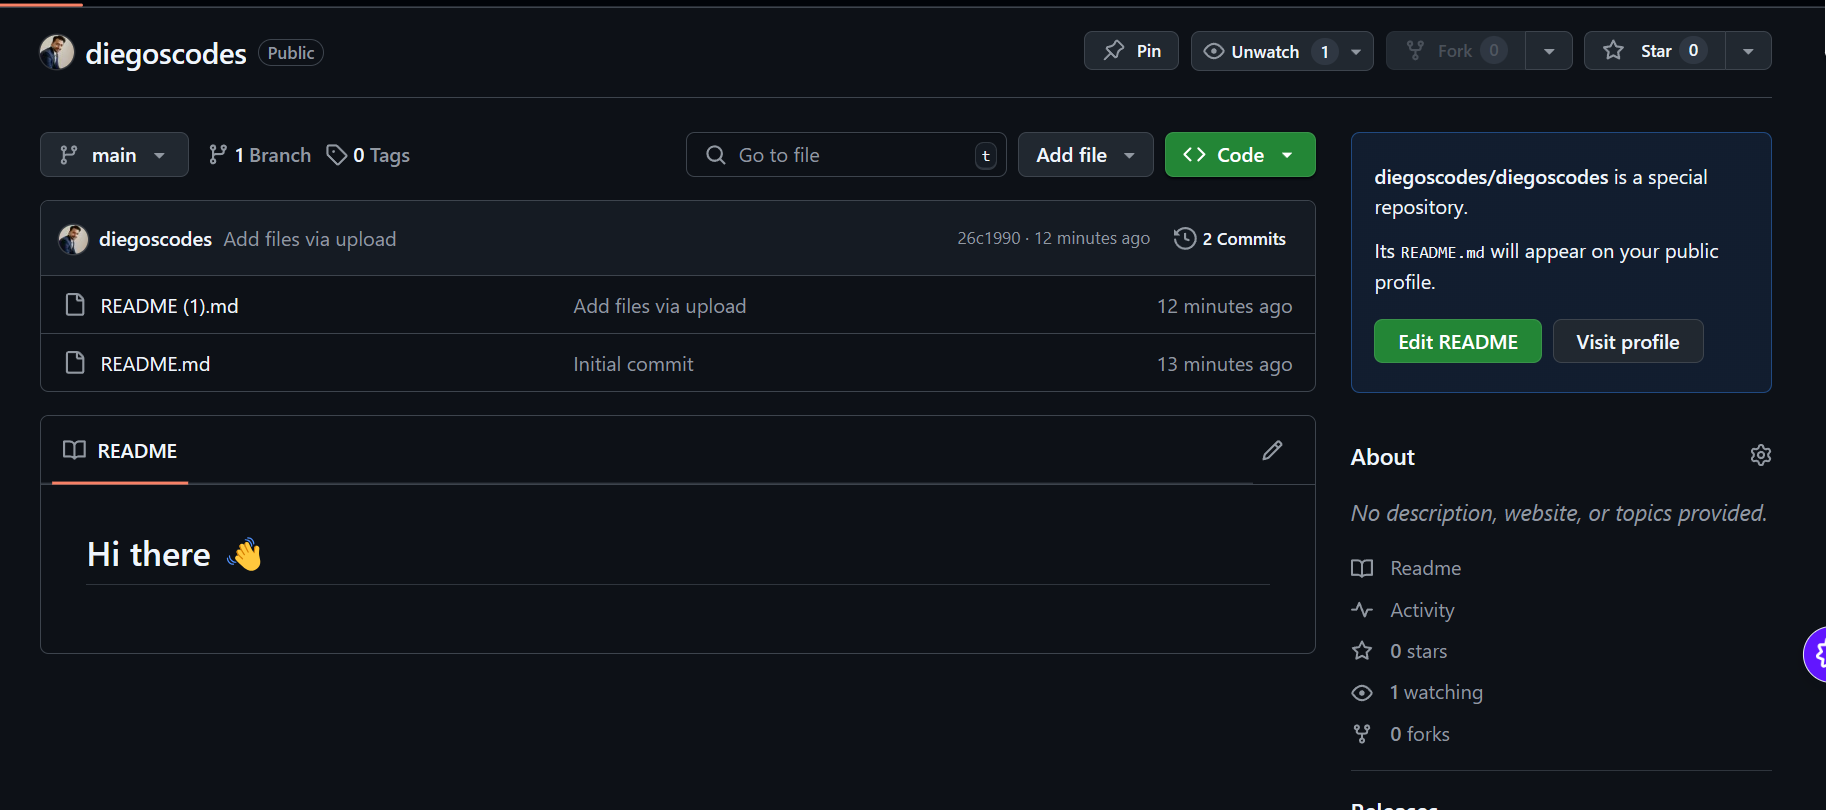 diegoscodes Public
Pin
Unwatch 1
Fork 0
Star 0
main
1 Branch
0 Tags
Go to file t
Add file
Code
diegoscodes Add files via upload
26c1990 · 12 minutes ago
2 Commits
README (1).md Add files via upload 12 minutes ago
README.md Initial commit 13 minutes ago
README
Hi there 👋
diegoscodes/diegoscodes is a special
repository.
Its README.md will appear on your public
profile.
Edit README
Visit profile
About
No description, website, or topics provided.
Readme
Activity
0 stars
1 watching
0 forks
Releases